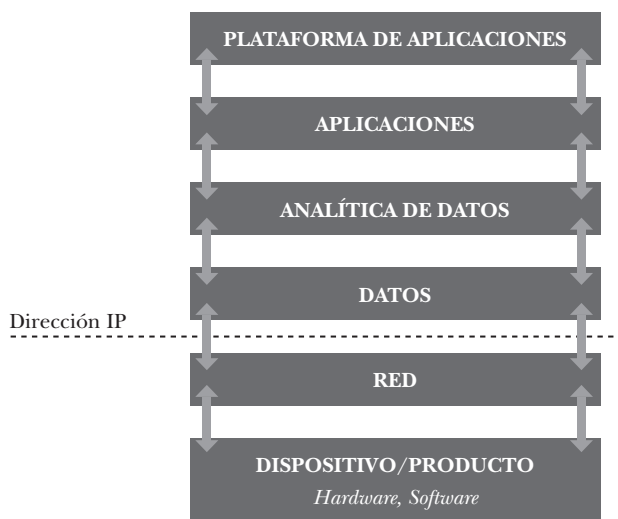 PLATAFORMA DE APLICACIONES
APLICACIONES
ANALÍTICA DE DATOS
DATOS
Dirección IP
RED
DISPOSITIVO/PRODUCTO
Hardware, Software